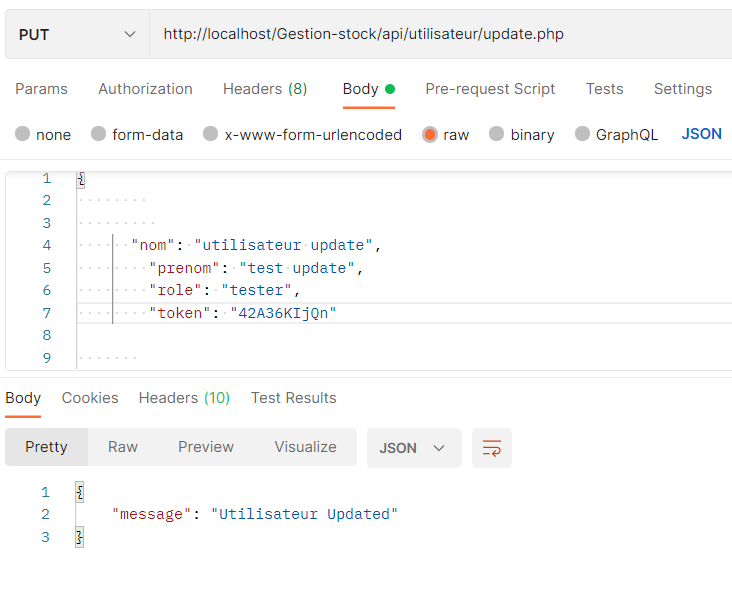 PUT http://localhost/Gestion-stock/api/utilisateur/update.php
Params Authorization Headers (8) Body Pre-request Script Tests Settings
none form-data x-www-form-urlencoded raw binary GraphQL JSON
1 {
2
3
4 "nom": "utilisateur update",
5 "prenom": "test update",
6 "role": "tester",
7 "token": "42A36KIjQn"
8
9
Body Cookies Headers (10) Test Results
Pretty Raw Preview Visualize JSON
1 {
2 "message": "Utilisateur Updated"
3 }